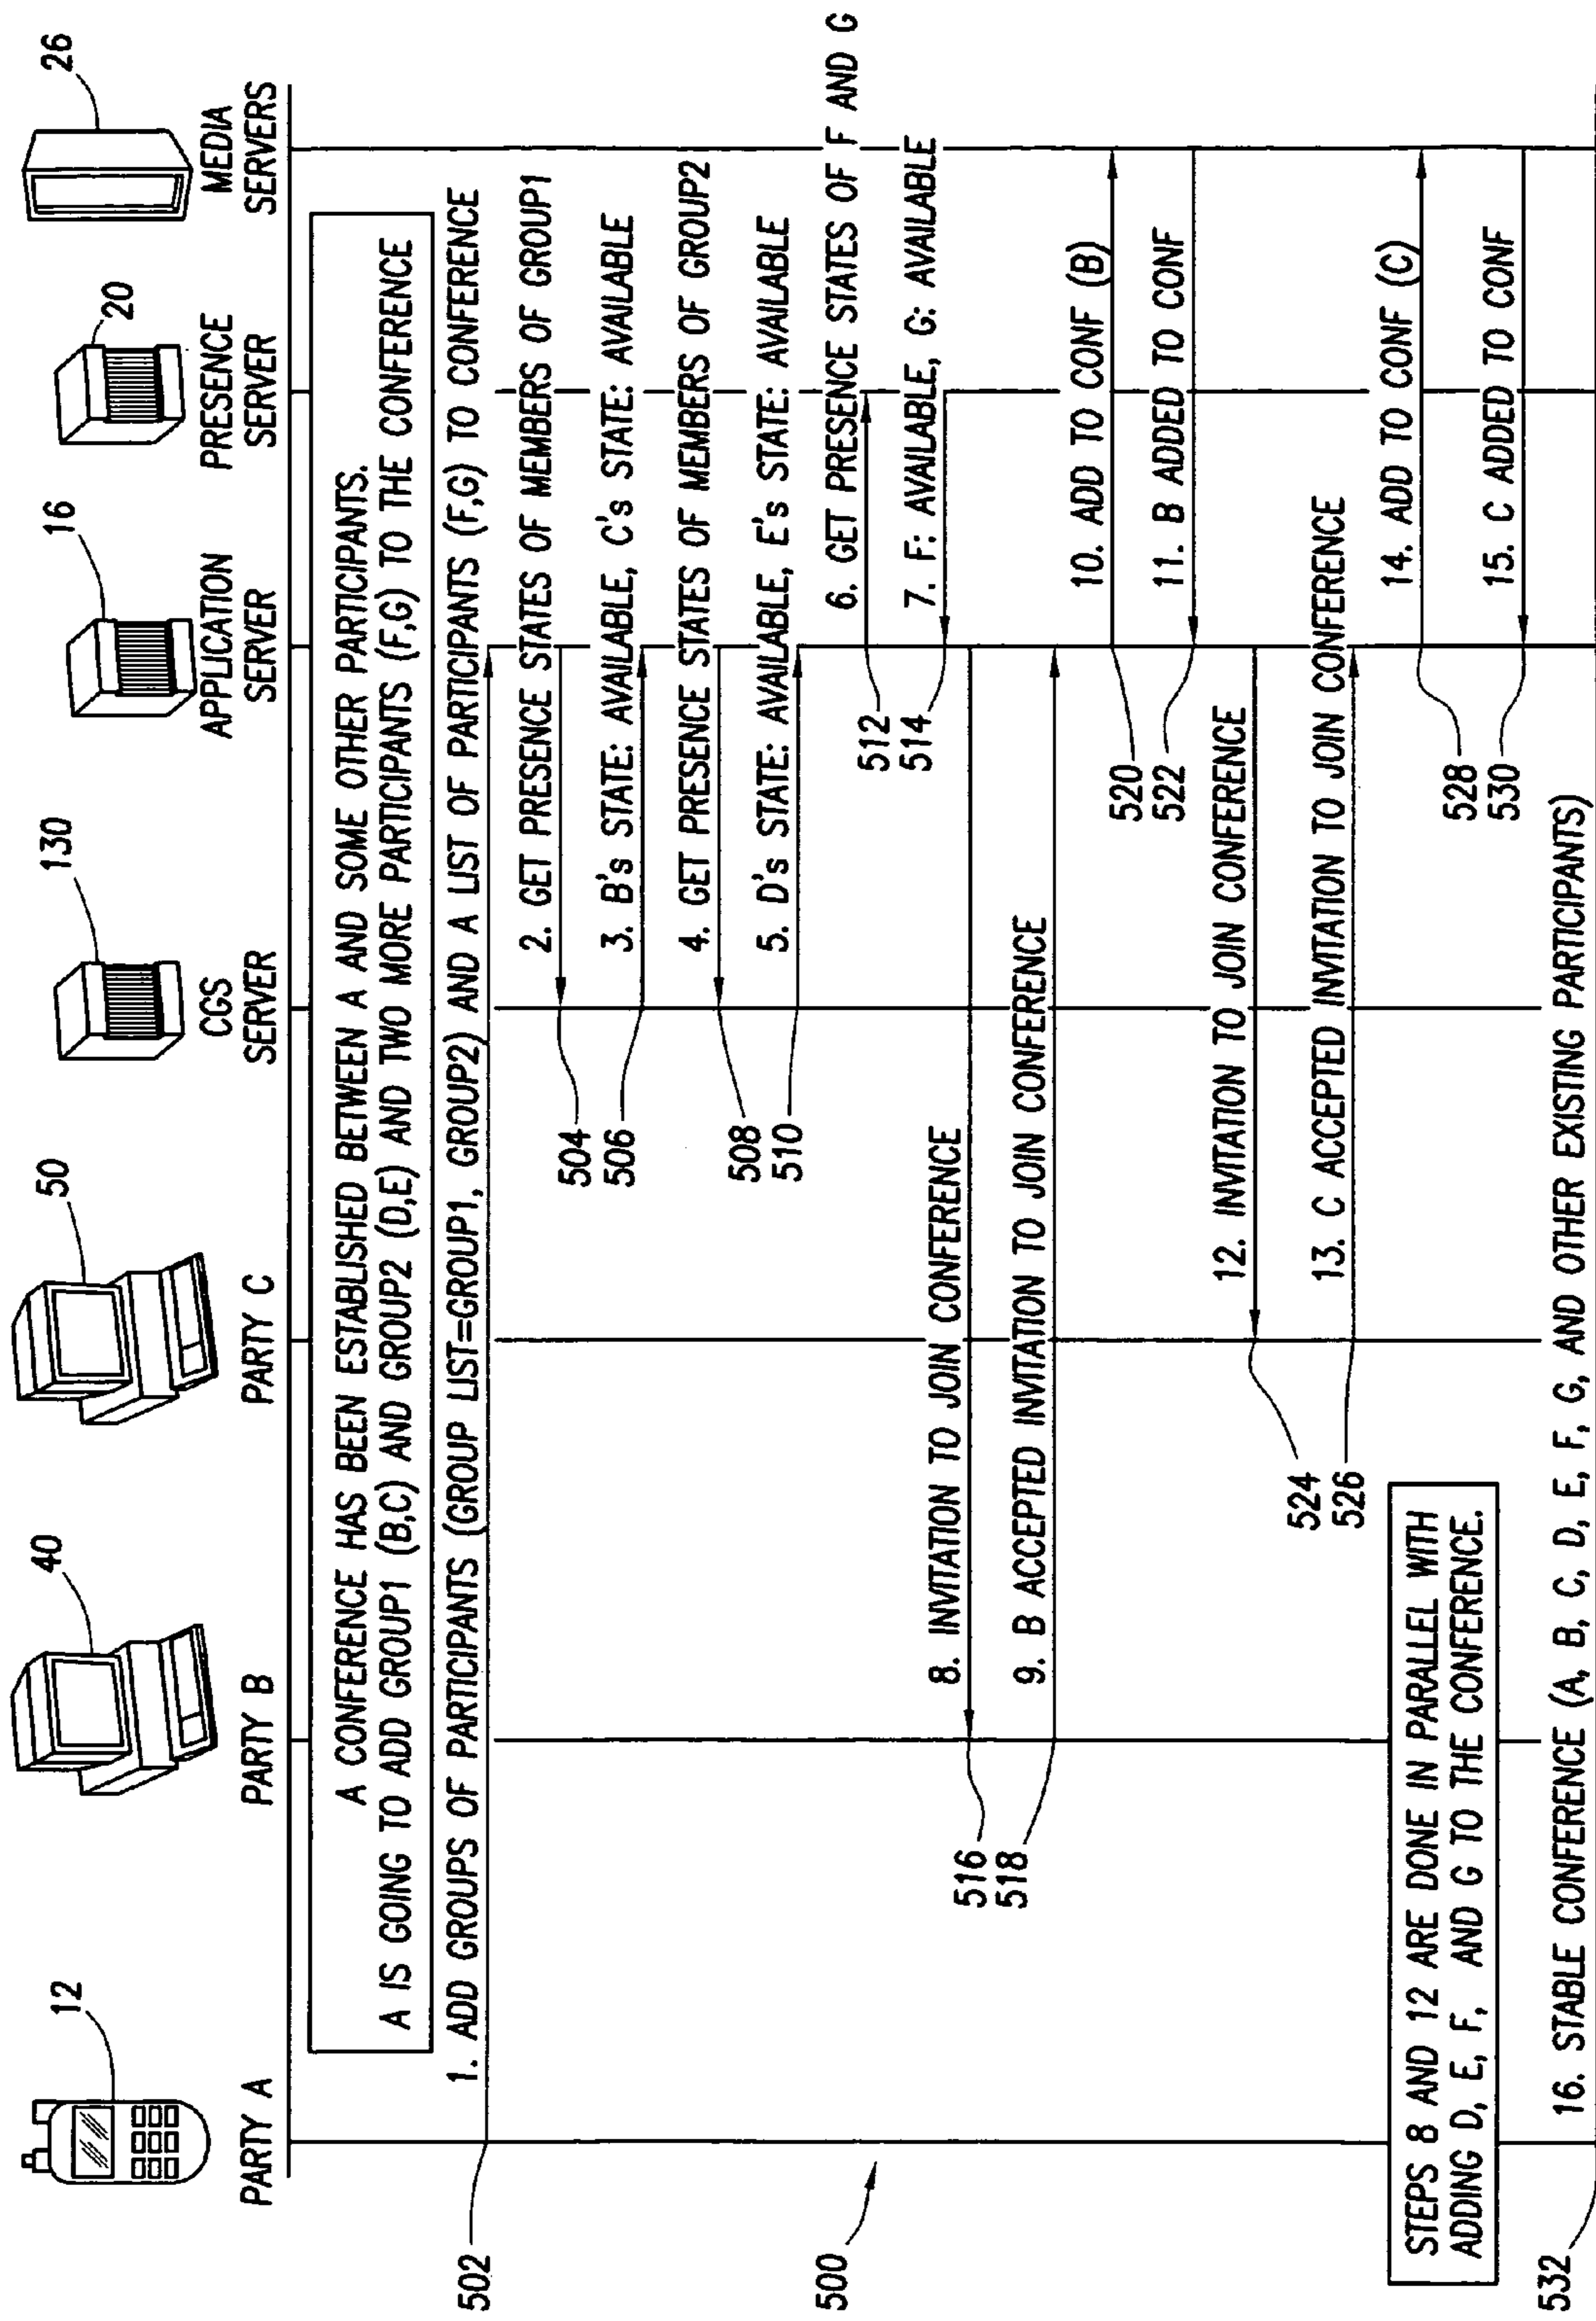 12
40
50
130
16
20
26
PARTY A
PARTY B
PARTY C
CGS
SERVER
APPLICATION
SERVER
PRESENCE
SERVER
MEDIA
SERVERS
A CONFERENCE HAS BEEN ESTABLISHED BETWEEN A AND SOME OTHER PARTICIPANTS.
A IS GOING TO ADD GROUP1 (B,C) AND GROUP2 (D,E) AND TWO MORE PARTICIPANTS (F,G) TO THE CONFERENCE
1. ADD GROUPS OF PARTICIPANTS (GROUP LIST=GROUP1, GROUP2) AND A LIST OF PARTICIPANTS (F,G) TO CONFERENCE
502
2. GET PRESENCE STATES OF MEMBERS OF GROUP1
504
3. B's STATE: AVAILABLE, C's STATE: AVAILABLE
506
4. GET PRESENCE STATES OF MEMBERS OF GROUP2
508
5. D's STATE: AVAILABLE, E's STATE: AVAILABLE
510
6. GET PRESENCE STATES OF F AND G
512
7. F: AVAILABLE, G: AVAILABLE
514
500
8. INVITATION TO JOIN CONFERENCE
516
9. B ACCEPTED INVITATION TO JOIN CONFERENCE
518
10. ADD TO CONF (B)
520
11. B ADDED TO CONF
522
12. INVITATION TO JOIN CONFERENCE
524
13. C ACCEPTED INVITATION TO JOIN CONFERENCE
526
STEPS 8 AND 12 ARE DONE IN PARALLEL WITH
ADDING D, E, F, AND G TO THE CONFERENCE.
14. ADD TO CONF (C)
528
15. C ADDED TO CONF
530
16. STABLE CONFERENCE (A, B, C, D, E, F, G, AND OTHER EXISTING PARTICIPANTS)
532